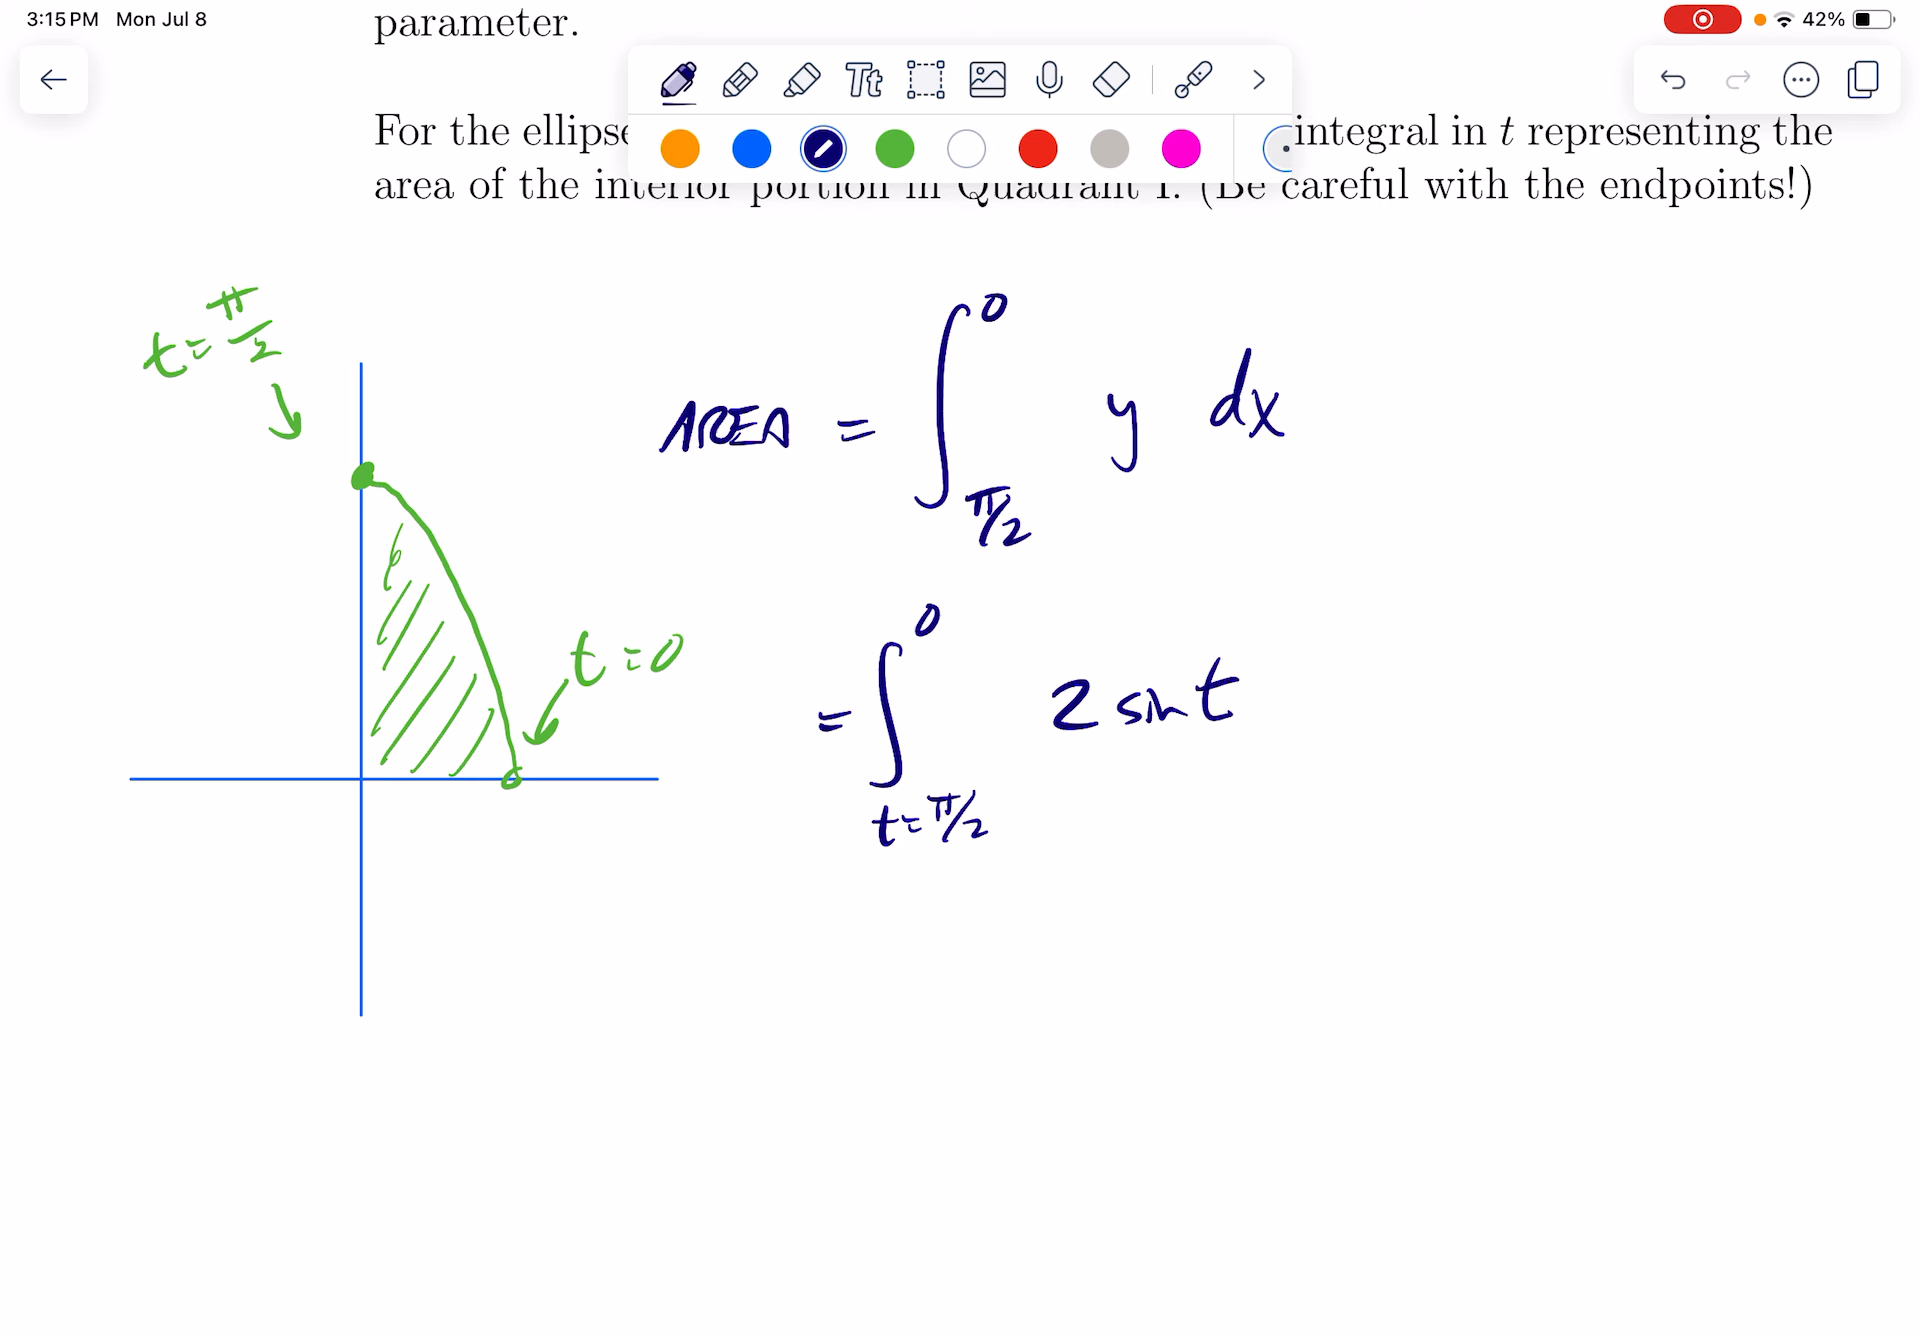 3:15 PM Mon Jul 8
42%
parameter.
Tt
For the ellipse integral in t representing the
area of the interior portion in Quadrant I. (Be careful with the endpoints!)
t = π/2
AREA = ∫_{π/2}^{0} y dx
t = 0
= ∫_{t=π/2}^{0} 2 sin t